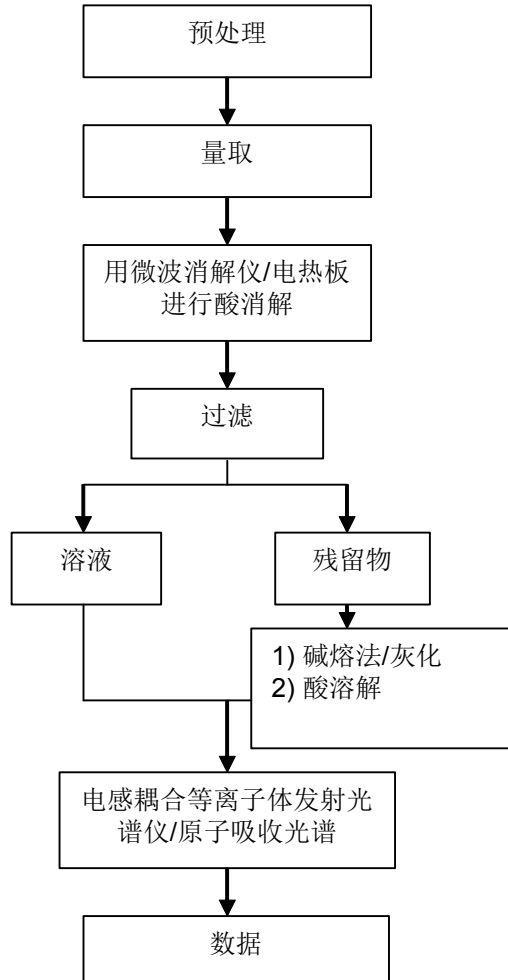 预处理
量取
用微波消解仪/电热板
进行酸消解
过滤
溶液
残留物
1) 碱熔法/灰化
2) 酸溶解
电感耦合等离子体发射光
谱仪/原子吸收光谱
数据